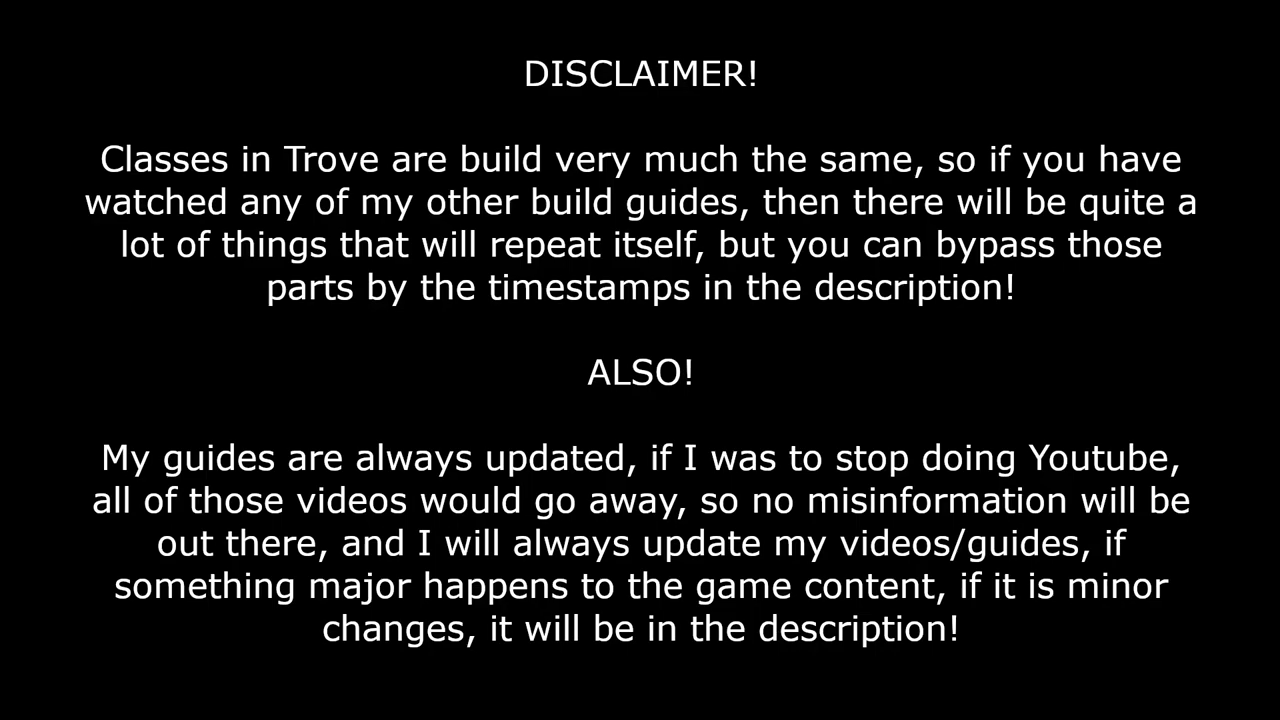 DISCLAIMER!
Classes in Trove are build very much the same, so if you have
watched any of my other build guides, then there will be quite a
lot of things that will repeat itself, but you can bypass those
parts by the timestamps in the description!
ALSO!
My guides are always updated, if I was to stop doing Youtube,
all of those videos would go away, so no misinformation will be
out there, and I will always update my videos/guides, if
something major happens to the game content, if it is minor
changes, it will be in the description!